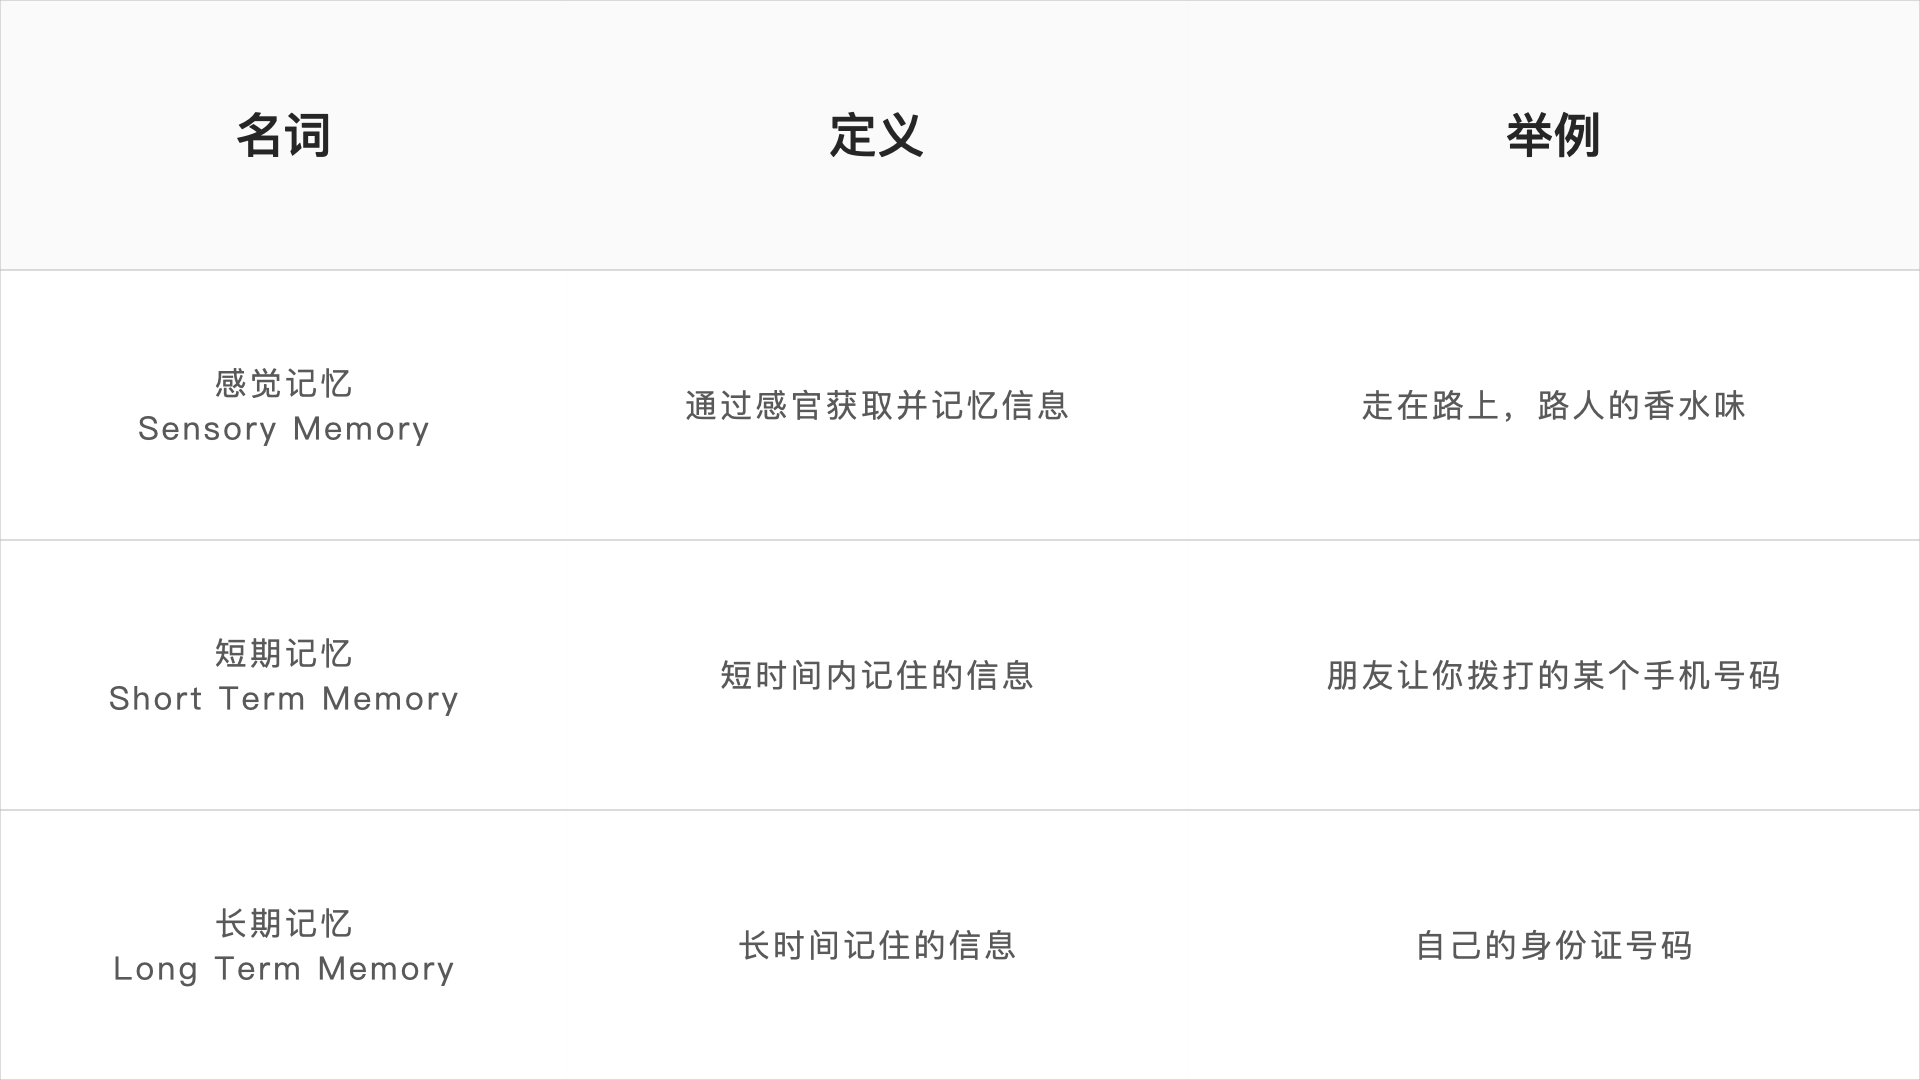 名词
定义
举例
感觉记忆
Sensory Memory
通过感官获取并记忆信息
走在路上，路人的香水味
短期记忆
Short Term Memory
短时间内记住的信息
朋友让你拨打的某个手机号码
长期记忆
Long Term Memory
长时间记住的信息
自己的身份证号码